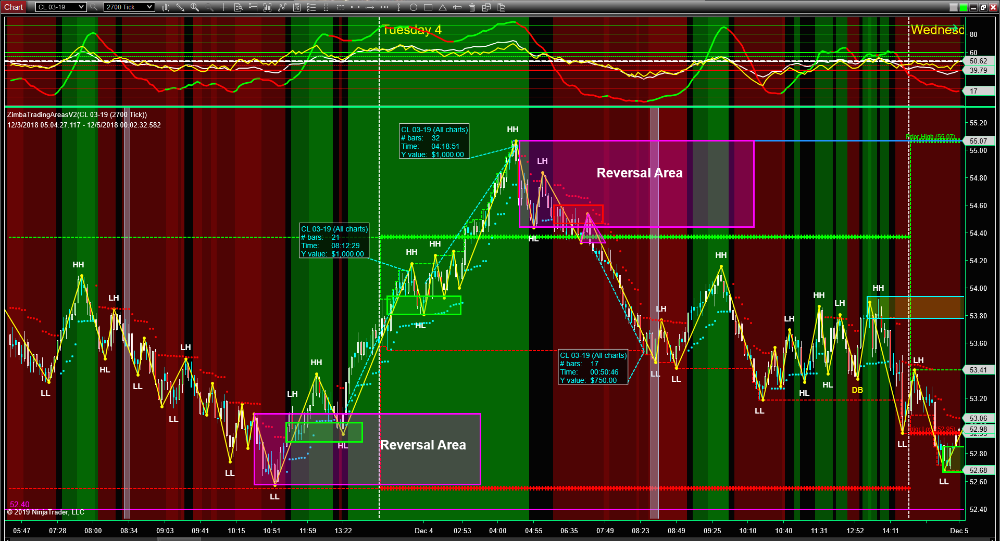 Chart
CL 03-19
2700 Tick
Tuesday 4
Wednesd
80
60
50.62
39.79
17
ZimbaTradingAreasV2(CL 03-19 (2700 Tick))
12/3/2018 05:04:27.117 - 12/5/2018 00:02:32.582
55.20
CL 03-19 (All charts)
# bars: 32
Time: 04:18:51
Y value: $1,000.00
HH
Prior High (55.07)
55.07
55.00
LH
Reversal Area
54.80
54.60
CL 03-19 (All charts)
# bars: 21
Time: 08:12:29
Y value: $1,000.00
54.40
HL
HH
HH
HH
54.20
HH
54.00
HH
HH
LH
LH
HH
LH
LH
53.80
HL
53.60
LH
CL 03-19 (All charts)
# bars: 17
Time: 00:50:46
Y value: $750.00
HL
HH
LL
LH
53.41
LL
LL
LH
LL
HL
HL
DB
53.20
LL
LL
53.06
Prior Low (52.95)
52.98
HL
Reversal Area
LL
52.80
LL
52.68
LL
LL
52.60
52.40
52.40
© 2019 NinjaTrader, LLC
05:47
07:28
08:00
08:34
09:03
09:41
10:15
10:51
11:59
13:22
Dec 4
02:53
04:00
04:55
06:35
07:49
08:23
08:49
09:25
10:10
10:40
11:31
12:52
14:11
Dec 5